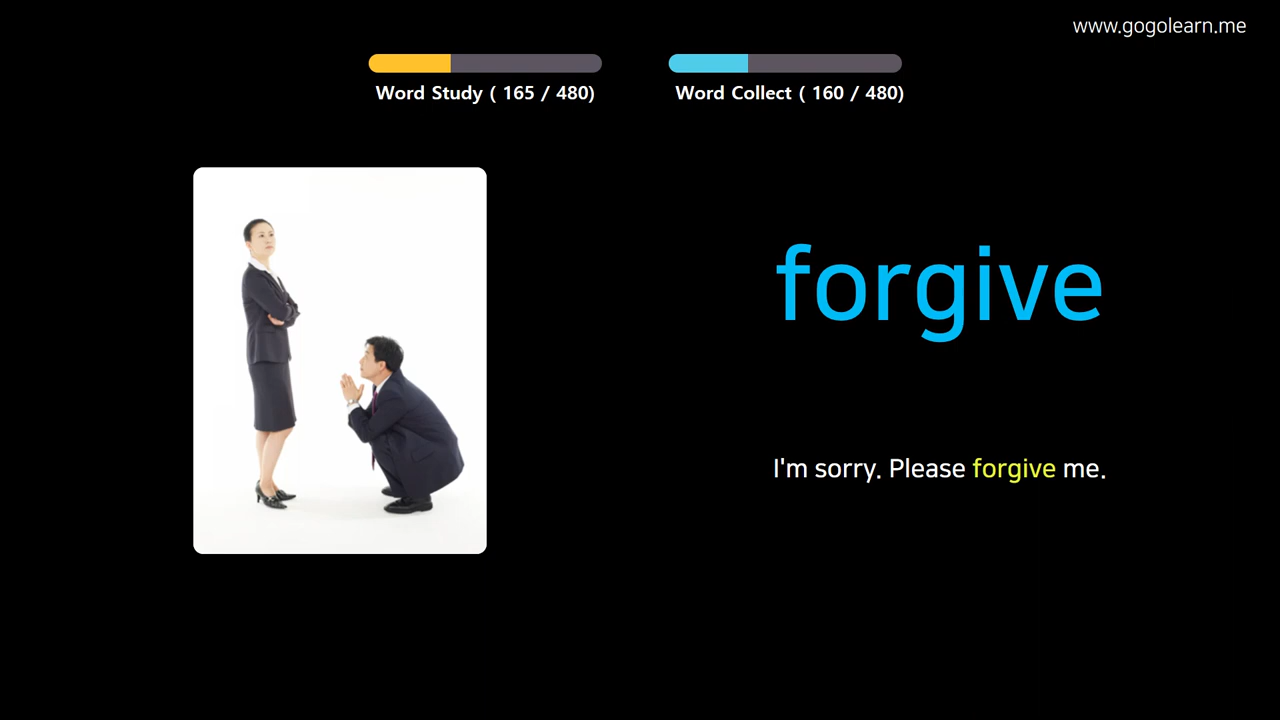 www.gogolearn.me
Word Study ( 165 / 480)
Word Collect ( 160 / 480)
forgive
I'm sorry. Please forgive me.